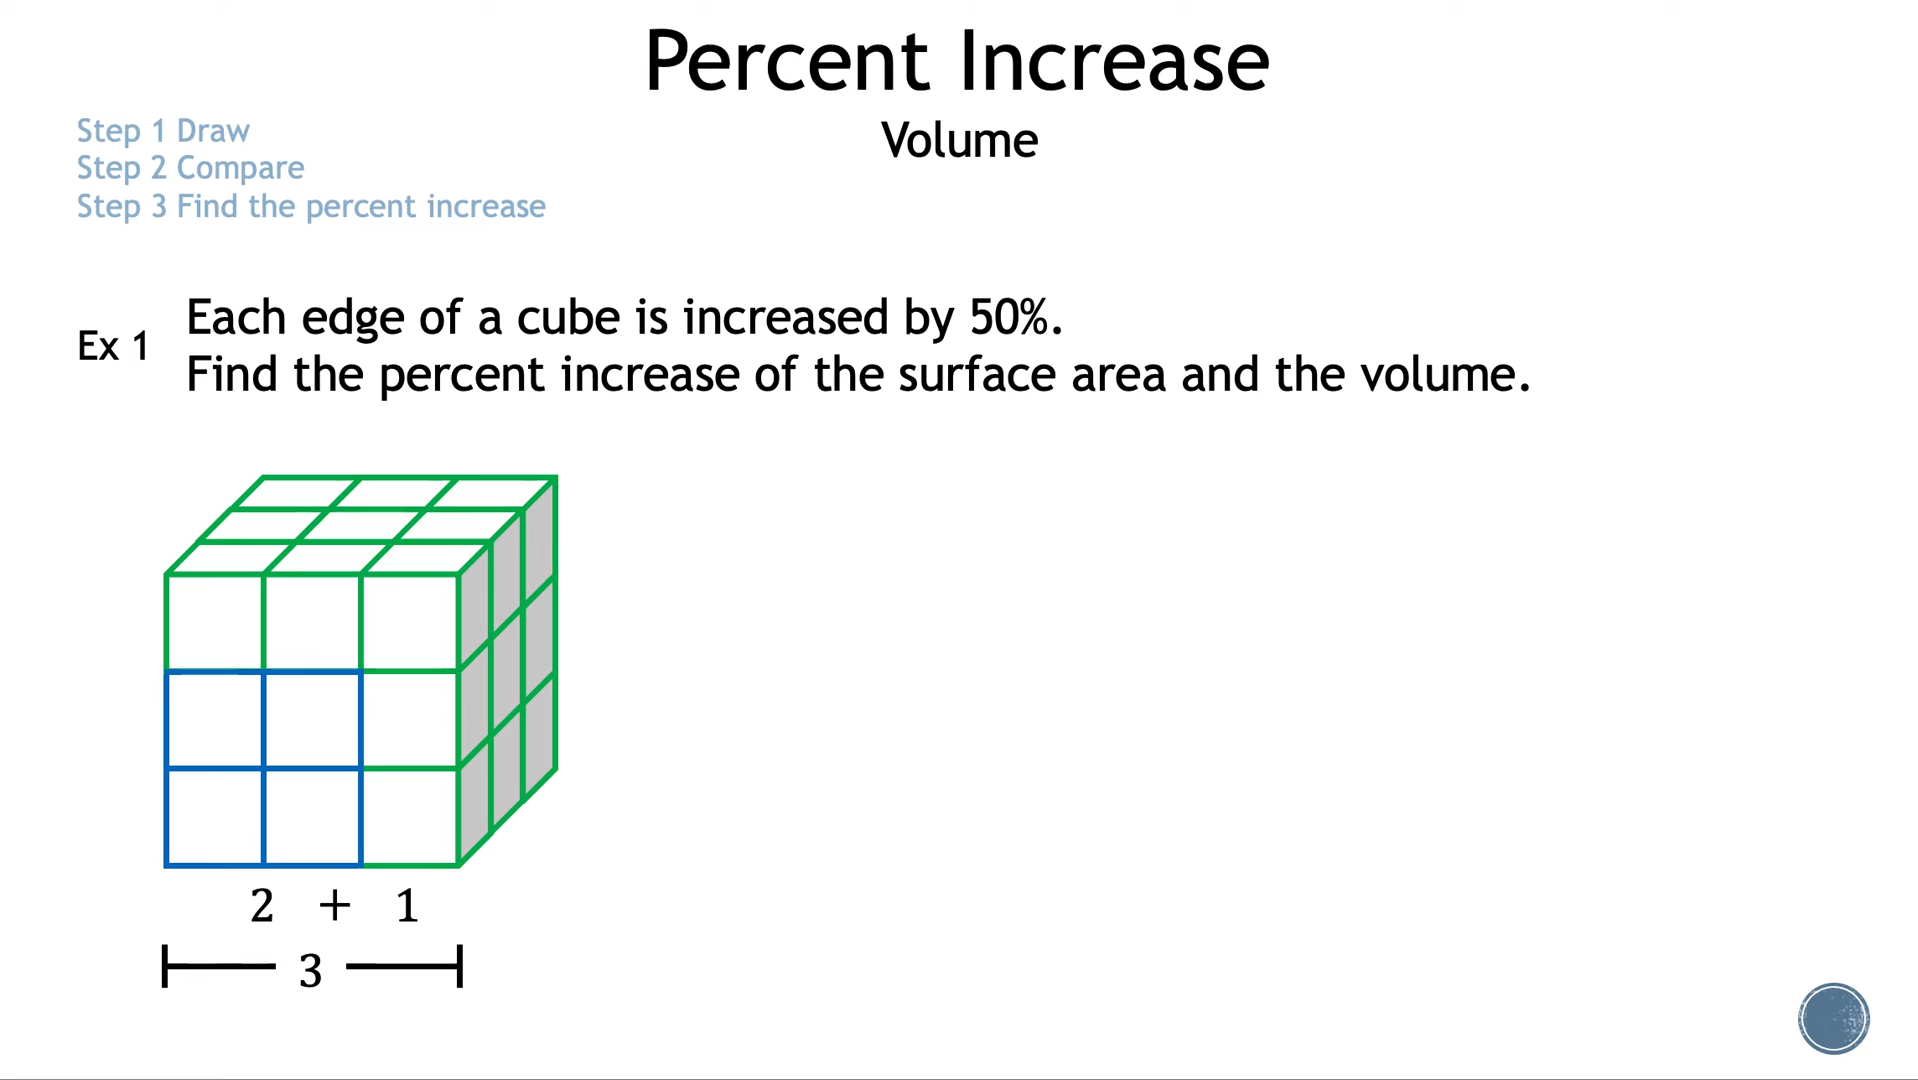 Percent Increase
Volume
Step 1 Draw
Step 2 Compare
Step 3 Find the percent increase
Ex 1
Each edge of a cube is increased by 50%.
Find the percent increase of the surface area and the volume.
2 + 1
3